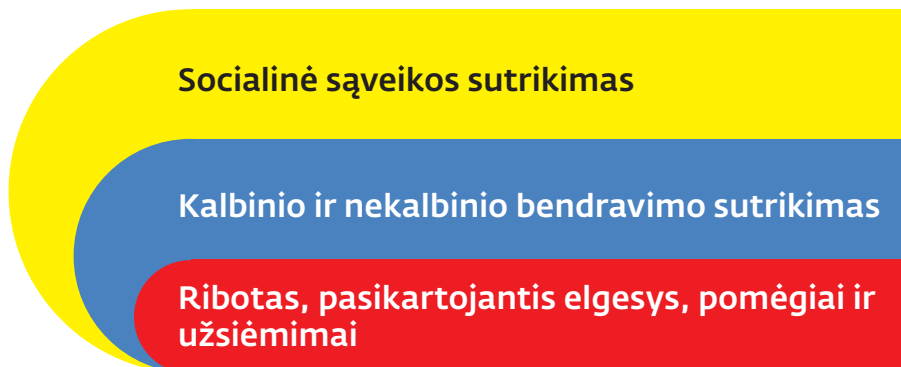 Socialinė sąveikos sutrikimas
Kalbinio ir nekalbinio bendravimo sutrikimas
Ribotas, pasikartojantis elgesys, pomėgiai ir
užsiėmimai